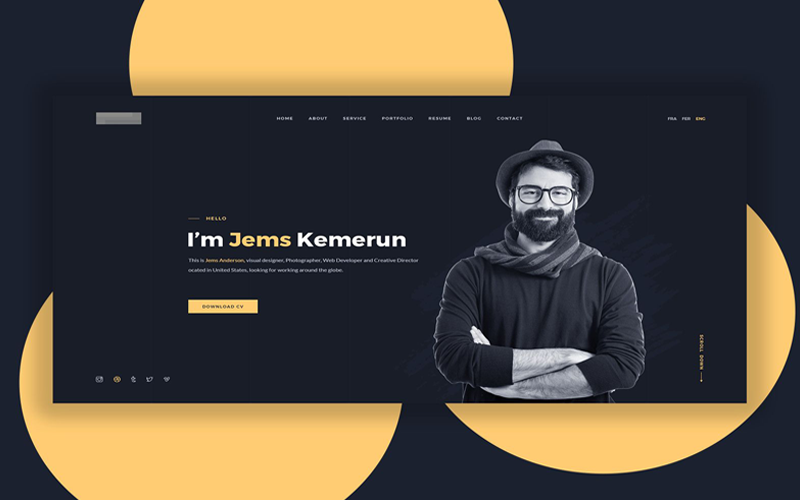 HOME ABOUT SERVICE PORTFOLIO RESUME BLOG CONTACT
FRA FER ENG
HELLO
I'm Jems Kemerun
This is Jems Anderson, visual designer, Photographer, Web Developer and Creative Director
ocated in United States, looking for working around the globe.
DOWNLOAD CV
SCROLL DOWN